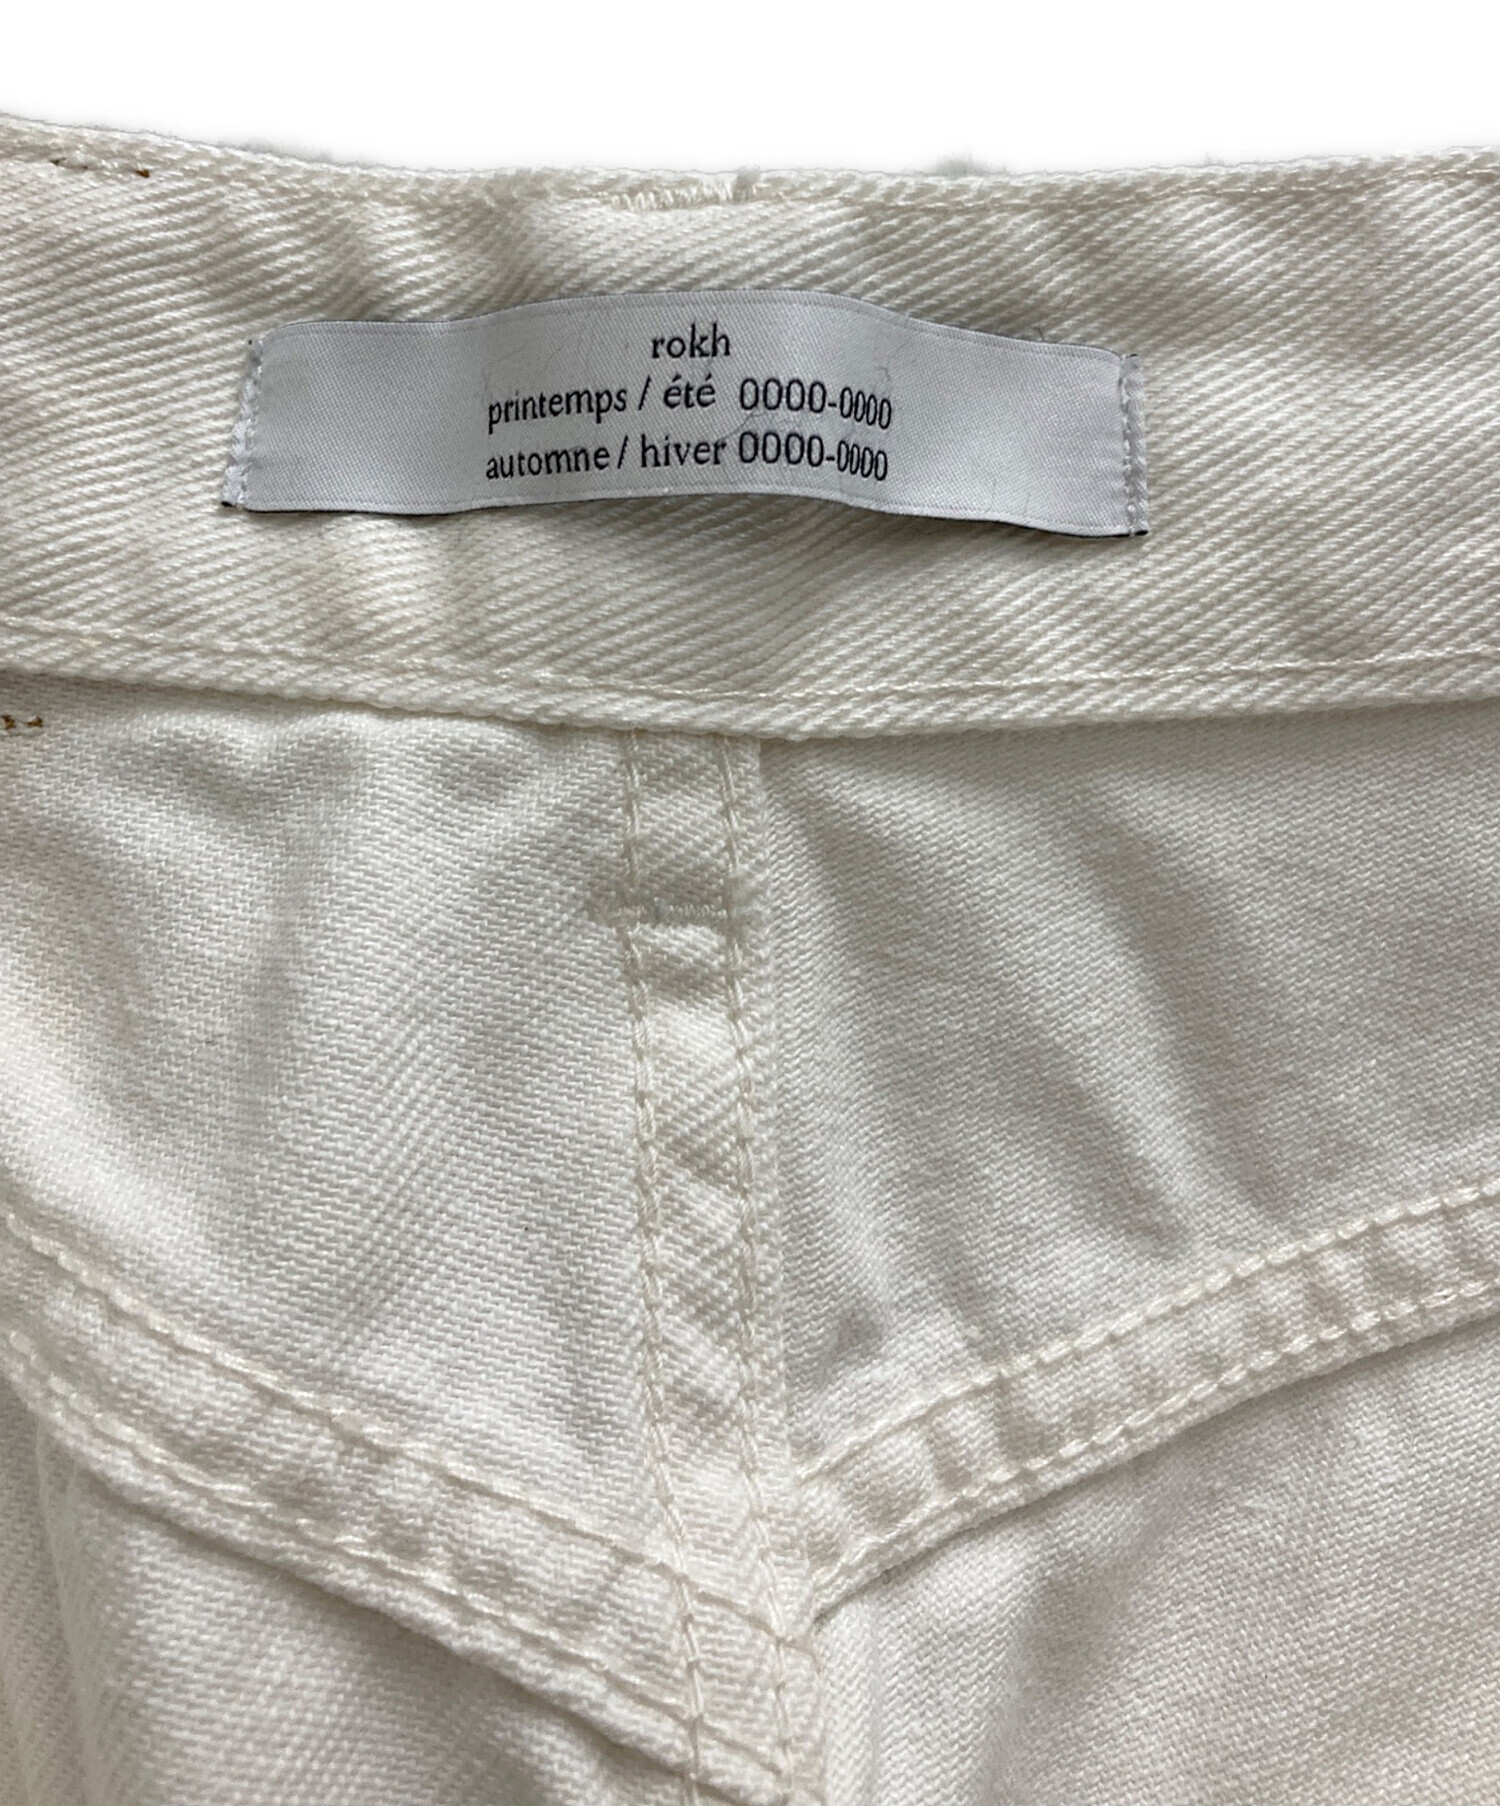 rokh
printemps / été 0000-0000
automne / hiver 0000-0000